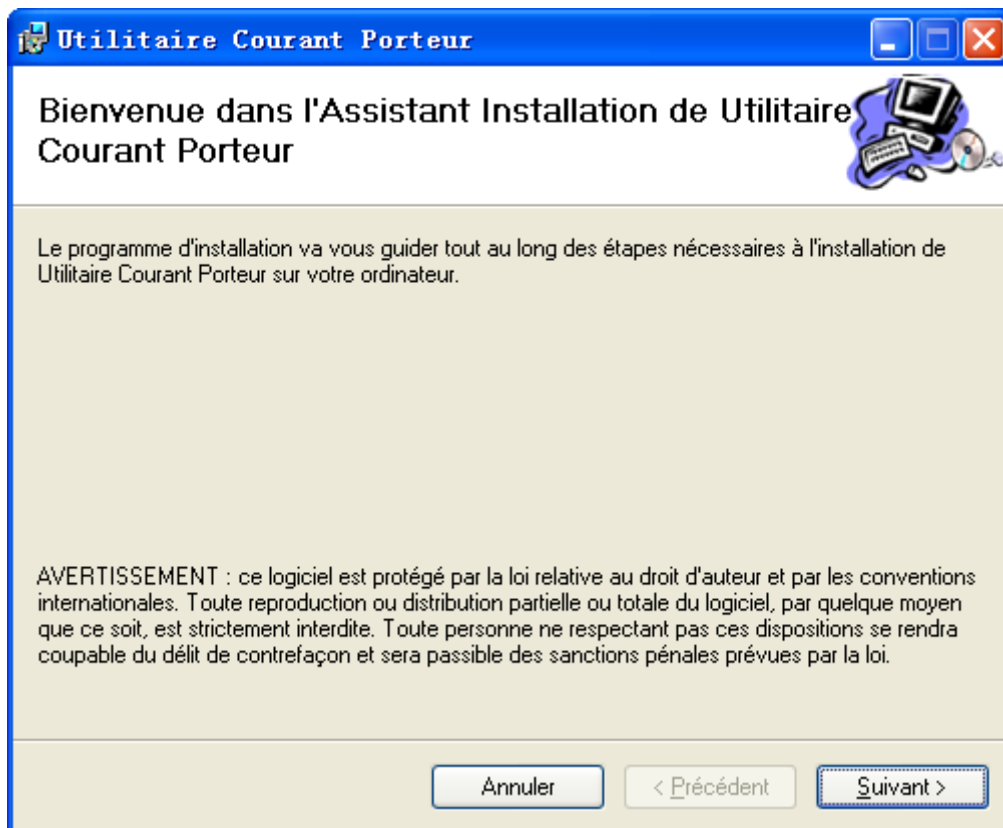 Utilitaire Courant Porteur
Bienvenue dans l'Assistant Installation de Utilitaire
Courant Porteur
Le programme d'installation va vous guider tout au long des étapes nécessaires à l'installation de
Utilitaire Courant Porteur sur votre ordinateur.
AVERTISSEMENT : ce logiciel est protégé par la loi relative au droit d'auteur et par les conventions
internationales. Toute reproduction ou distribution partielle ou totale du logiciel, par quelque moyen
que ce soit, est strictement interdite. Toute personne ne respectant pas ces dispositions se rendra
coupable du délit de contrefaçon et sera passible des sanctions pénales prévues par la loi.
Annuler
< Précédent
Suivant >